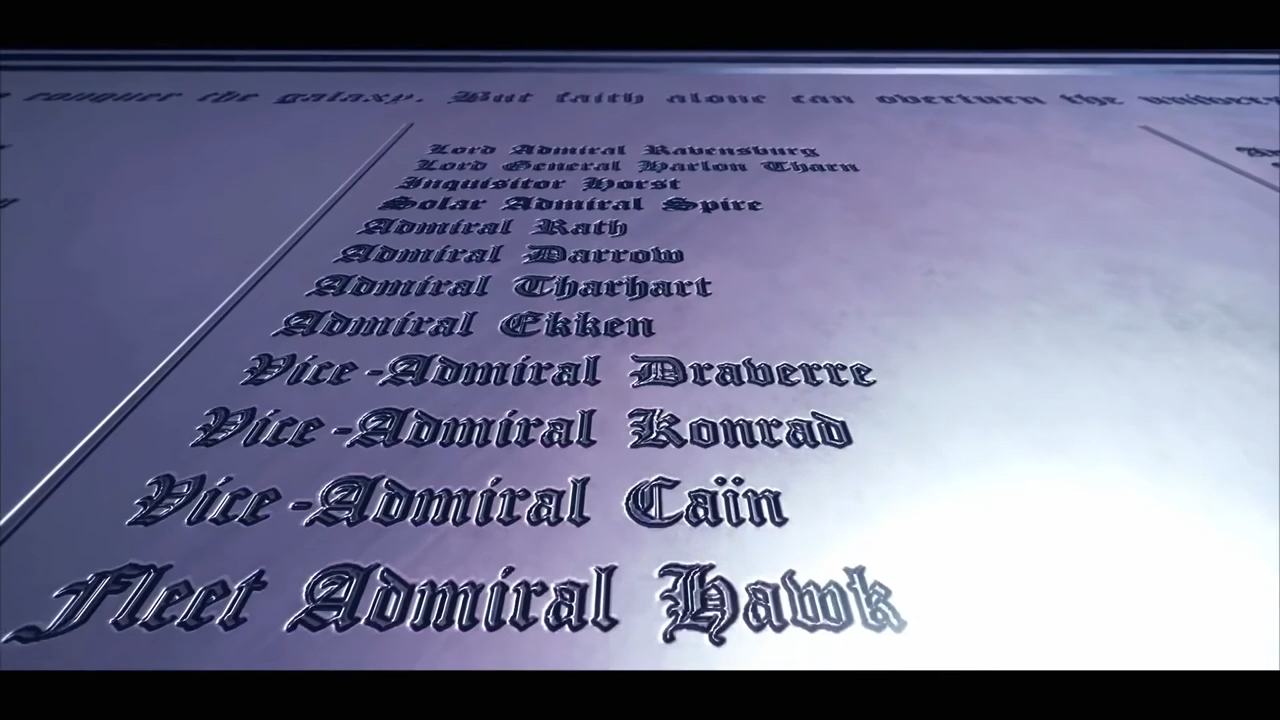 conquer the galaxy. But faith alone can overturn the
Lord Admiral Ravensburg
Lord General Harlon Tharn
Inquisitor Horst
Solar Admiral Spire
Admiral Rath
Admiral Darrow
Admiral Tharhart
Admiral Ekken
Vice-Admiral Draverre
Vice-Admiral Konrad
Vice-Admiral Caïn
Fleet Admiral Hawk